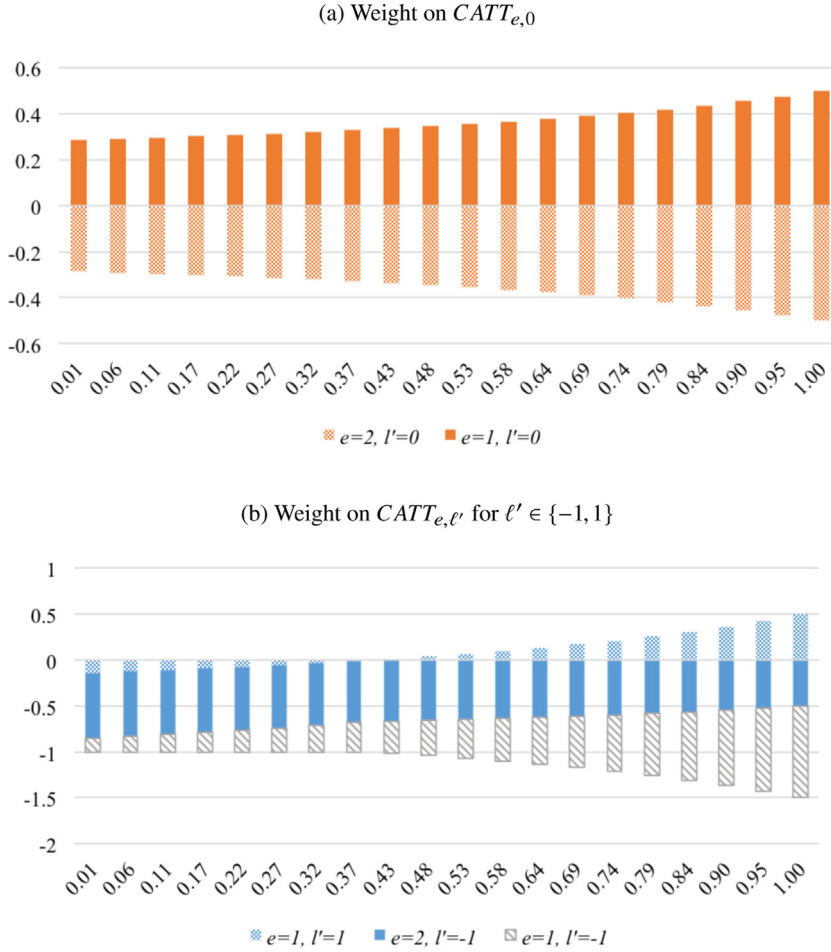 (a) Weight on CATTe,0
0.6
0.4
0.2
0
-0.2
-0.4
-0.6
0.01 0.06 0.11 0.17 0.22 0.27 0.32 0.37 0.43 0.48 0.53 0.58 0.64 0.69 0.74 0.79 0.84 0.90 0.95 1.00
e=2, l'=0 e=1, l'=0
(b) Weight on CATTe,ℓ′ for ℓ′ ∈ {−1, 1}
1
0.5
0
-0.5
-1
-1.5
-2
0.01 0.06 0.11 0.17 0.22 0.27 0.32 0.37 0.43 0.48 0.53 0.58 0.64 0.69 0.74 0.79 0.84 0.90 0.95 1.00
e=1, l'=1 e=2, l'=-1 e=1, l'=-1